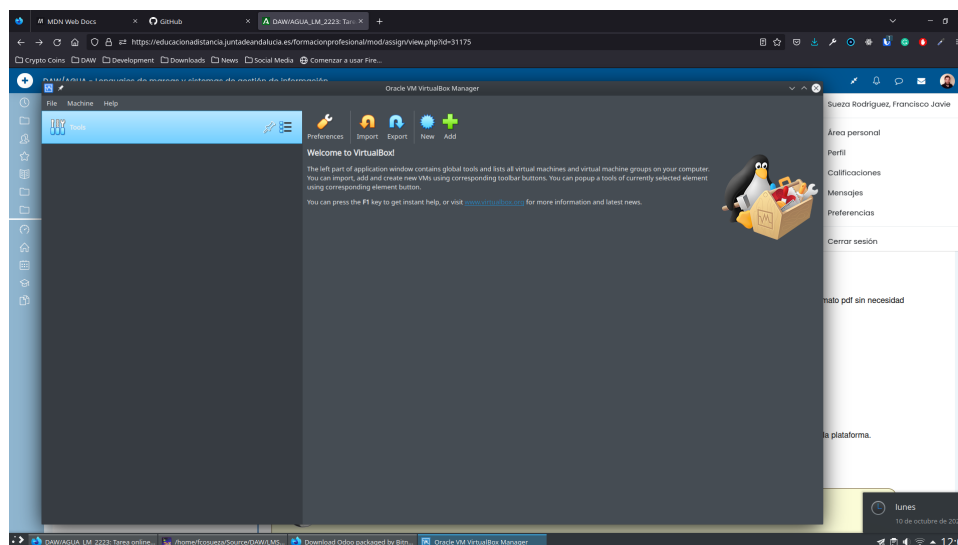 MDN Web Docs
GitHub
DAW/AGUA_LM_2223: Tare
https://educacionadistancia.juntadeandalucia.es/formacionprofesional/mod/assign/view.php?id=31175
Crypto Coins DAW Development Downloads News Social Media Comenzar a usar Fire...
Oracle VM VirtualBox Manager
File Machine Help
Tools
Preferences Import Export New Add
Welcome to VirtualBox!
The left part of application window contains global tools and lists all virtual machines and virtual machine groups on your computer.
You can import, add and create new VMs using corresponding toolbar buttons. You can popup a tools of currently selected element
using corresponding element button.
You can press the F1 key to get instant help, or visit www.virtualbox.org for more information and latest news.
Sueza Rodríguez, Francisco Javie
Área personal
Perfil
Calificaciones
Mensajes
Preferencias
Cerrar sesión
mato pdf sin necesidad
la plataforma.
lunes
10 de octubre de 20
DAW/AGUA_LM_2223: Tarea online...
/home/fcosueza/Source/DAW/LMS...
Download Odoo packaged by Bitn...
Oracle VM VirtualBox Manager